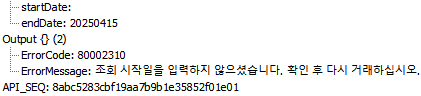 startDate:
endDate: 20250415
Output {} (2)
ErrorCode: 80002310
ErrorMessage: 조회 시작일을 입력하지 않으셨습니다. 확인 후 다시 거래하십시오.
API_SEQ: 8abc5283cbf19aa7b9b1e35852f01e01